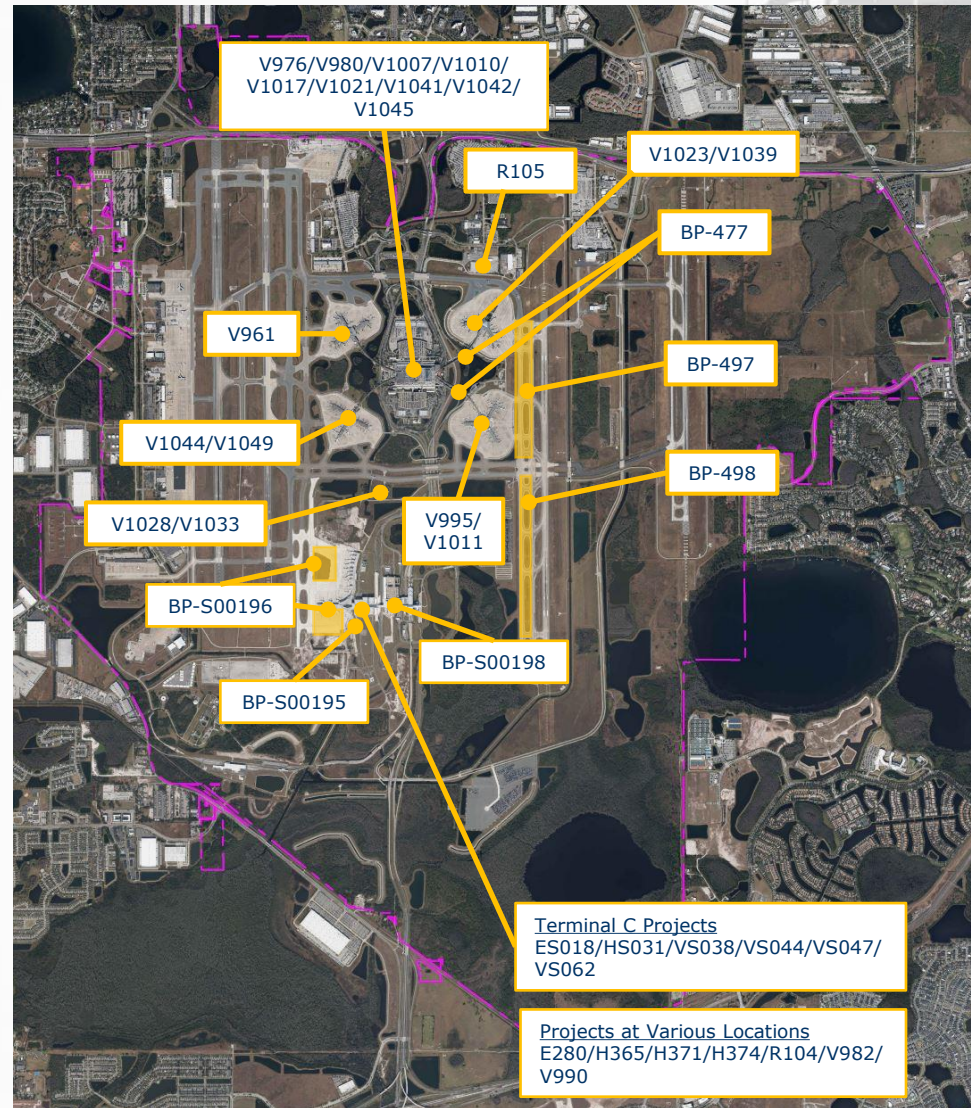 V976/V980/V1007/V1010/
V1017/V1021/V1041/V1042/
V1045
V1023/V1039
R105
BP-477
V961
BP-497
V1044/V1049
BP-498
V1028/V1033
V995/
V1011
BP-S00196
BP-S00198
BP-S00195
Terminal C Projects
ES018/HS031/VS038/VS044/VS047/
VS062
Projects at Various Locations
E280/H365/H371/H374/R104/V982/
V990